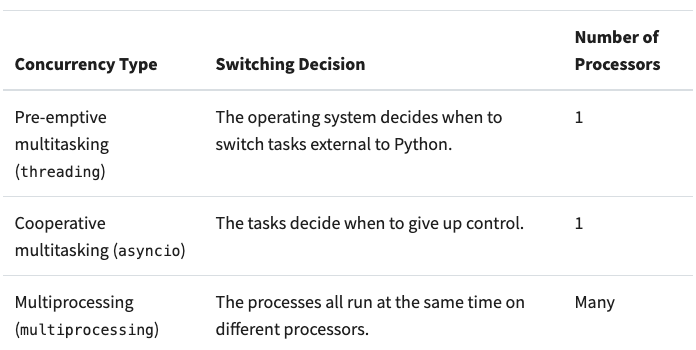 Concurrency Type Switching Decision Number of Processors
Pre-emptive multitasking (threading) The operating system decides when to switch tasks external to Python. 1
Cooperative multitasking (asyncio) The tasks decide when to give up control. 1
Multiprocessing (multiprocessing) The processes all run at the same time on different processors. Many